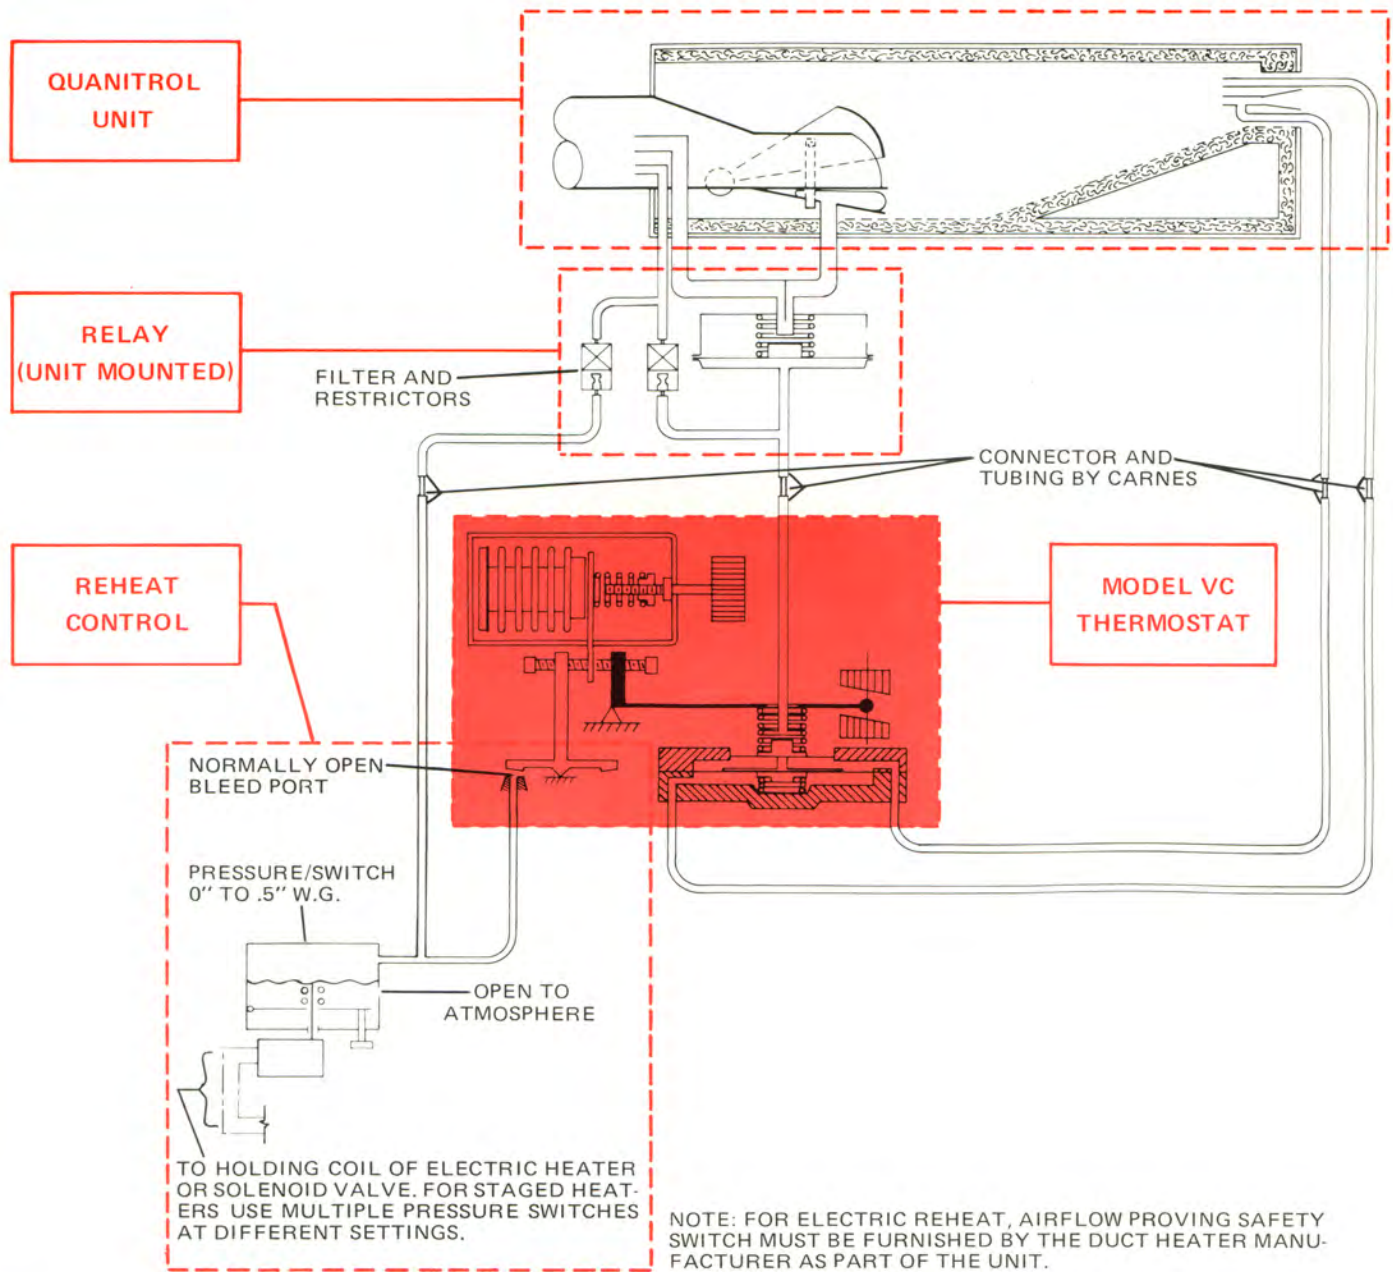 QUANITROL
UNIT
RELAY
(UNIT MOUNTED)
FILTER AND
RESTRICTORS
CONNECTOR AND
TUBING BY CARNES
REHEAT
CONTROL
MODEL VC
THERMOSTAT
NORMALLY OPEN
BLEED PORT
PRESSURE/SWITCH
0" TO .5" W.G.
OPEN TO
ATMOSPHERE
TO HOLDING COIL OF ELECTRIC HEATER
OR SOLENOID VALVE. FOR STAGED HEAT-
ERS USE MULTIPLE PRESSURE SWITCHES
AT DIFFERENT SETTINGS.
NOTE: FOR ELECTRIC REHEAT, AIRFLOW PROVING SAFETY
SWITCH MUST BE FURNISHED BY THE DUCT HEATER MANU-
FACTURER AS PART OF THE UNIT.